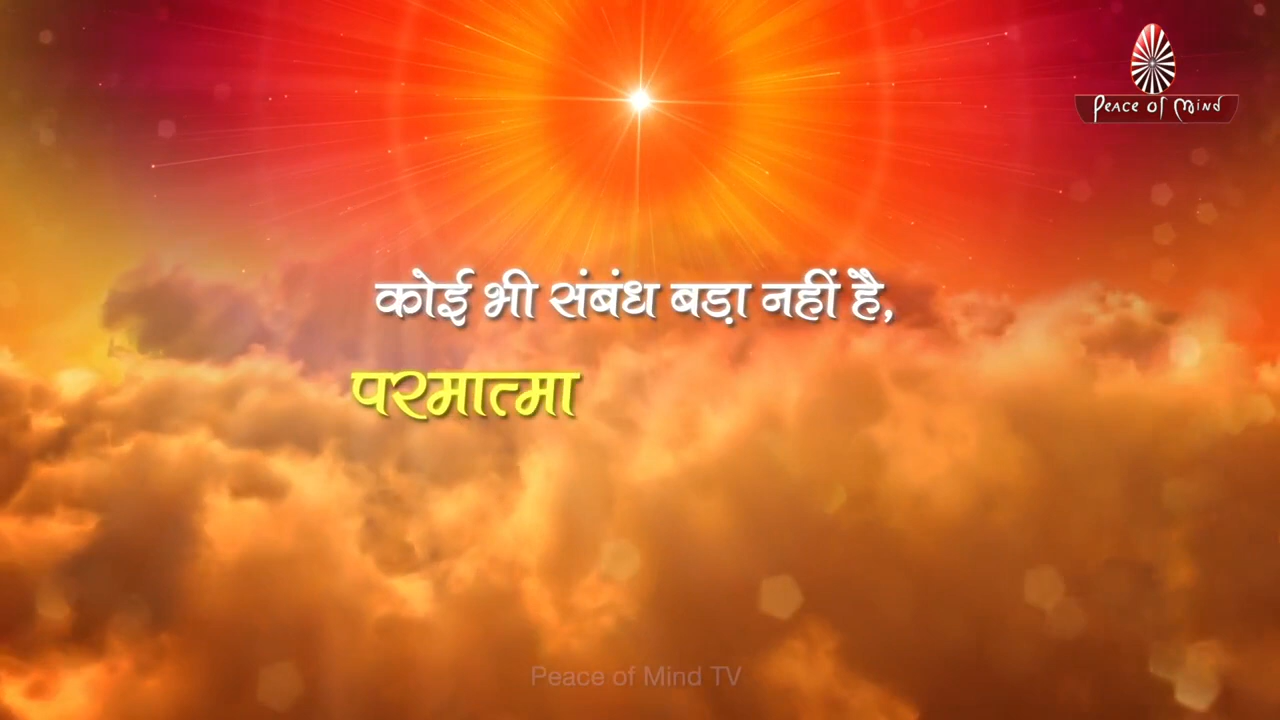 Peace of Mind
कोई भी संबंध बड़ा नहीं है,
परमात्मा
Peace of Mind TV